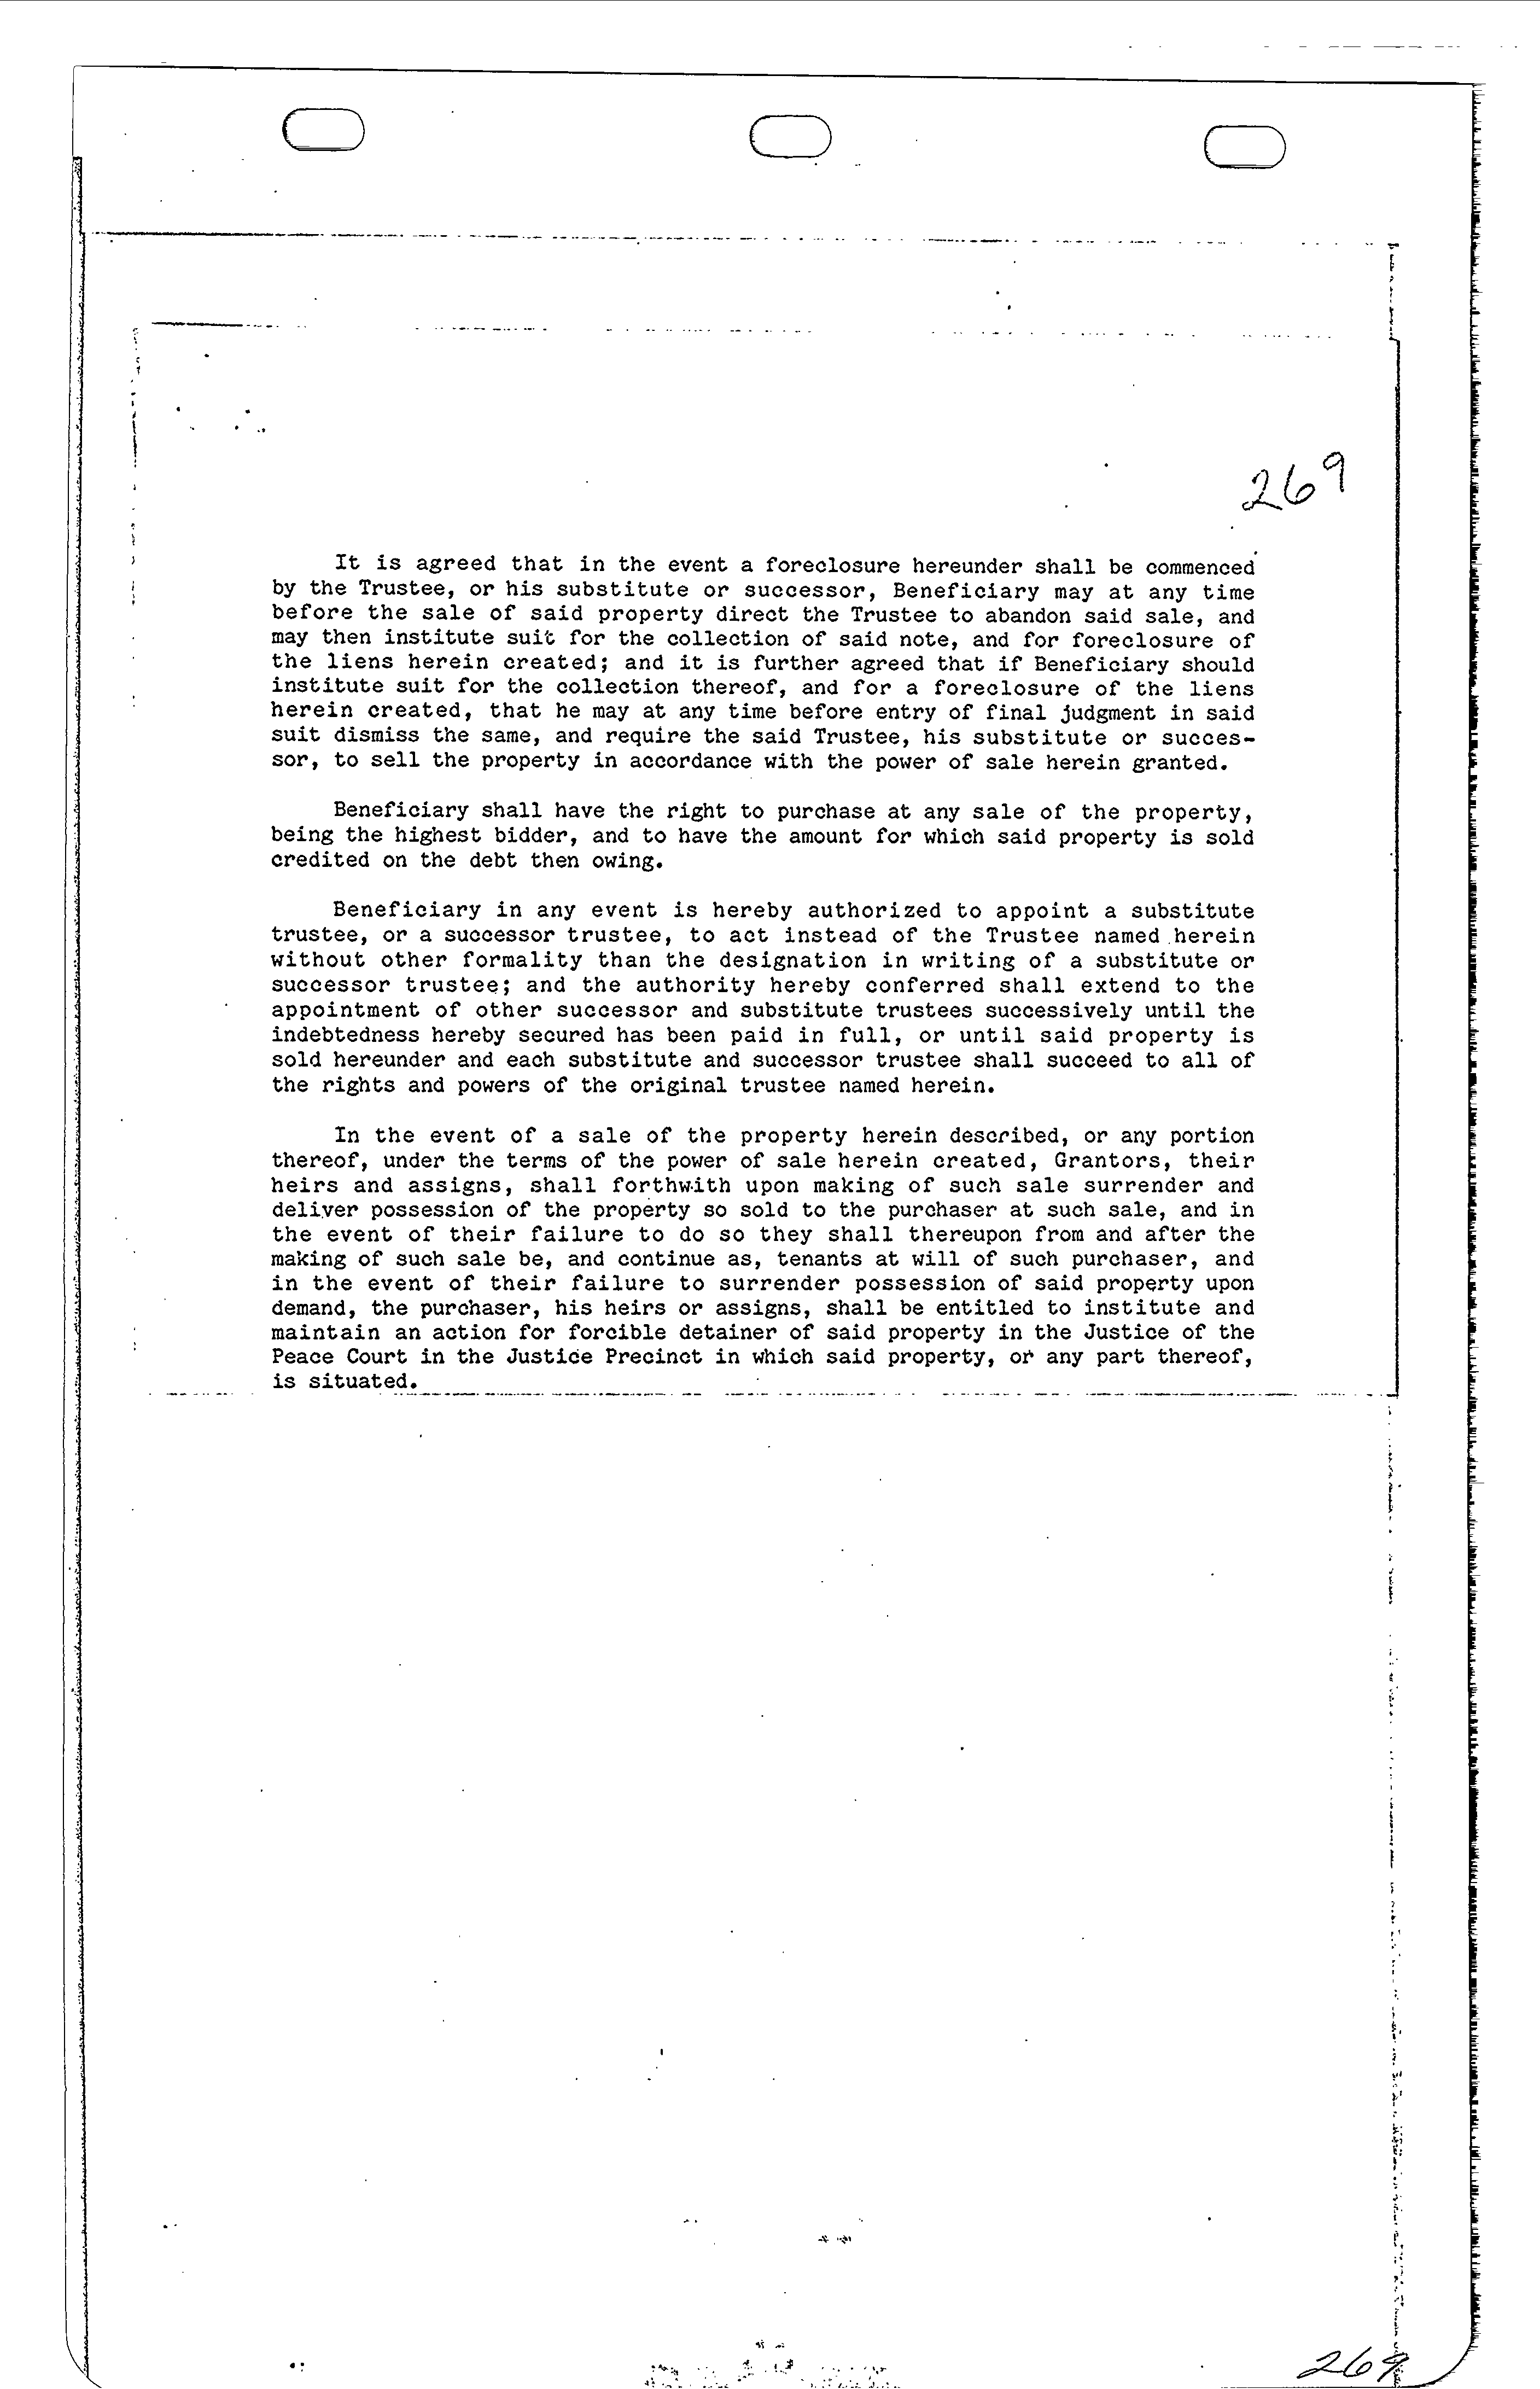 269
It is agreed that in the event a foreclosure hereunder shall be commenced
by the Trustee, or his substitute or successor, Beneficiary may at any time
before the sale of said property direct the Trustee to abandon said sale, and
may then institute suit for the collection of said note, and for foreclosure of
the liens herein created; and it is further agreed that if Beneficiary should
institute suit for the collection thereof, and for a foreclosure of the liens
herein created, that he may at any time before entry of final judgment in said
suit dismiss the same, and require the said Trustee, his substitute or succes-
sor, to sell the property in accordance with the power of sale herein granted.
Beneficiary shall have the right to purchase at any sale of the property,
being the highest bidder, and to have the amount for which said property is sold
credited on the debt then owing.
Beneficiary in any event is hereby authorized to appoint a substitute
trustee, or a successor trustee, to act instead of the Trustee named herein
without other formality than the designation in writing of a substitute or
successor trustee; and the authority hereby conferred shall extend to the
appointment of other successor and substitute trustees successively until the
indebtedness hereby secured has been paid in full, or until said property is
sold hereunder and each substitute and successor trustee shall succeed to all of
the rights and powers of the original trustee named herein.
In the event of a sale of the property herein described, or any portion
thereof, under the terms of the power of sale herein created, Grantors, their
heirs and assigns, shall forthwith upon making of such sale surrender and
deliver possession of the property so sold to the purchaser at such sale, and in
the event of their failure to do so they shall thereupon from and after the
making of such sale be, and continue as, tenants at will of such purchaser, and
in the event of their failure to surrender possession of said property upon
demand, the purchaser, his heirs or assigns, shall be entitled to institute and
maintain an action for forcible detainer of said property in the Justice of the
Peace Court in the Justice Precinct in which said property, or any part thereof,
is situated.
269